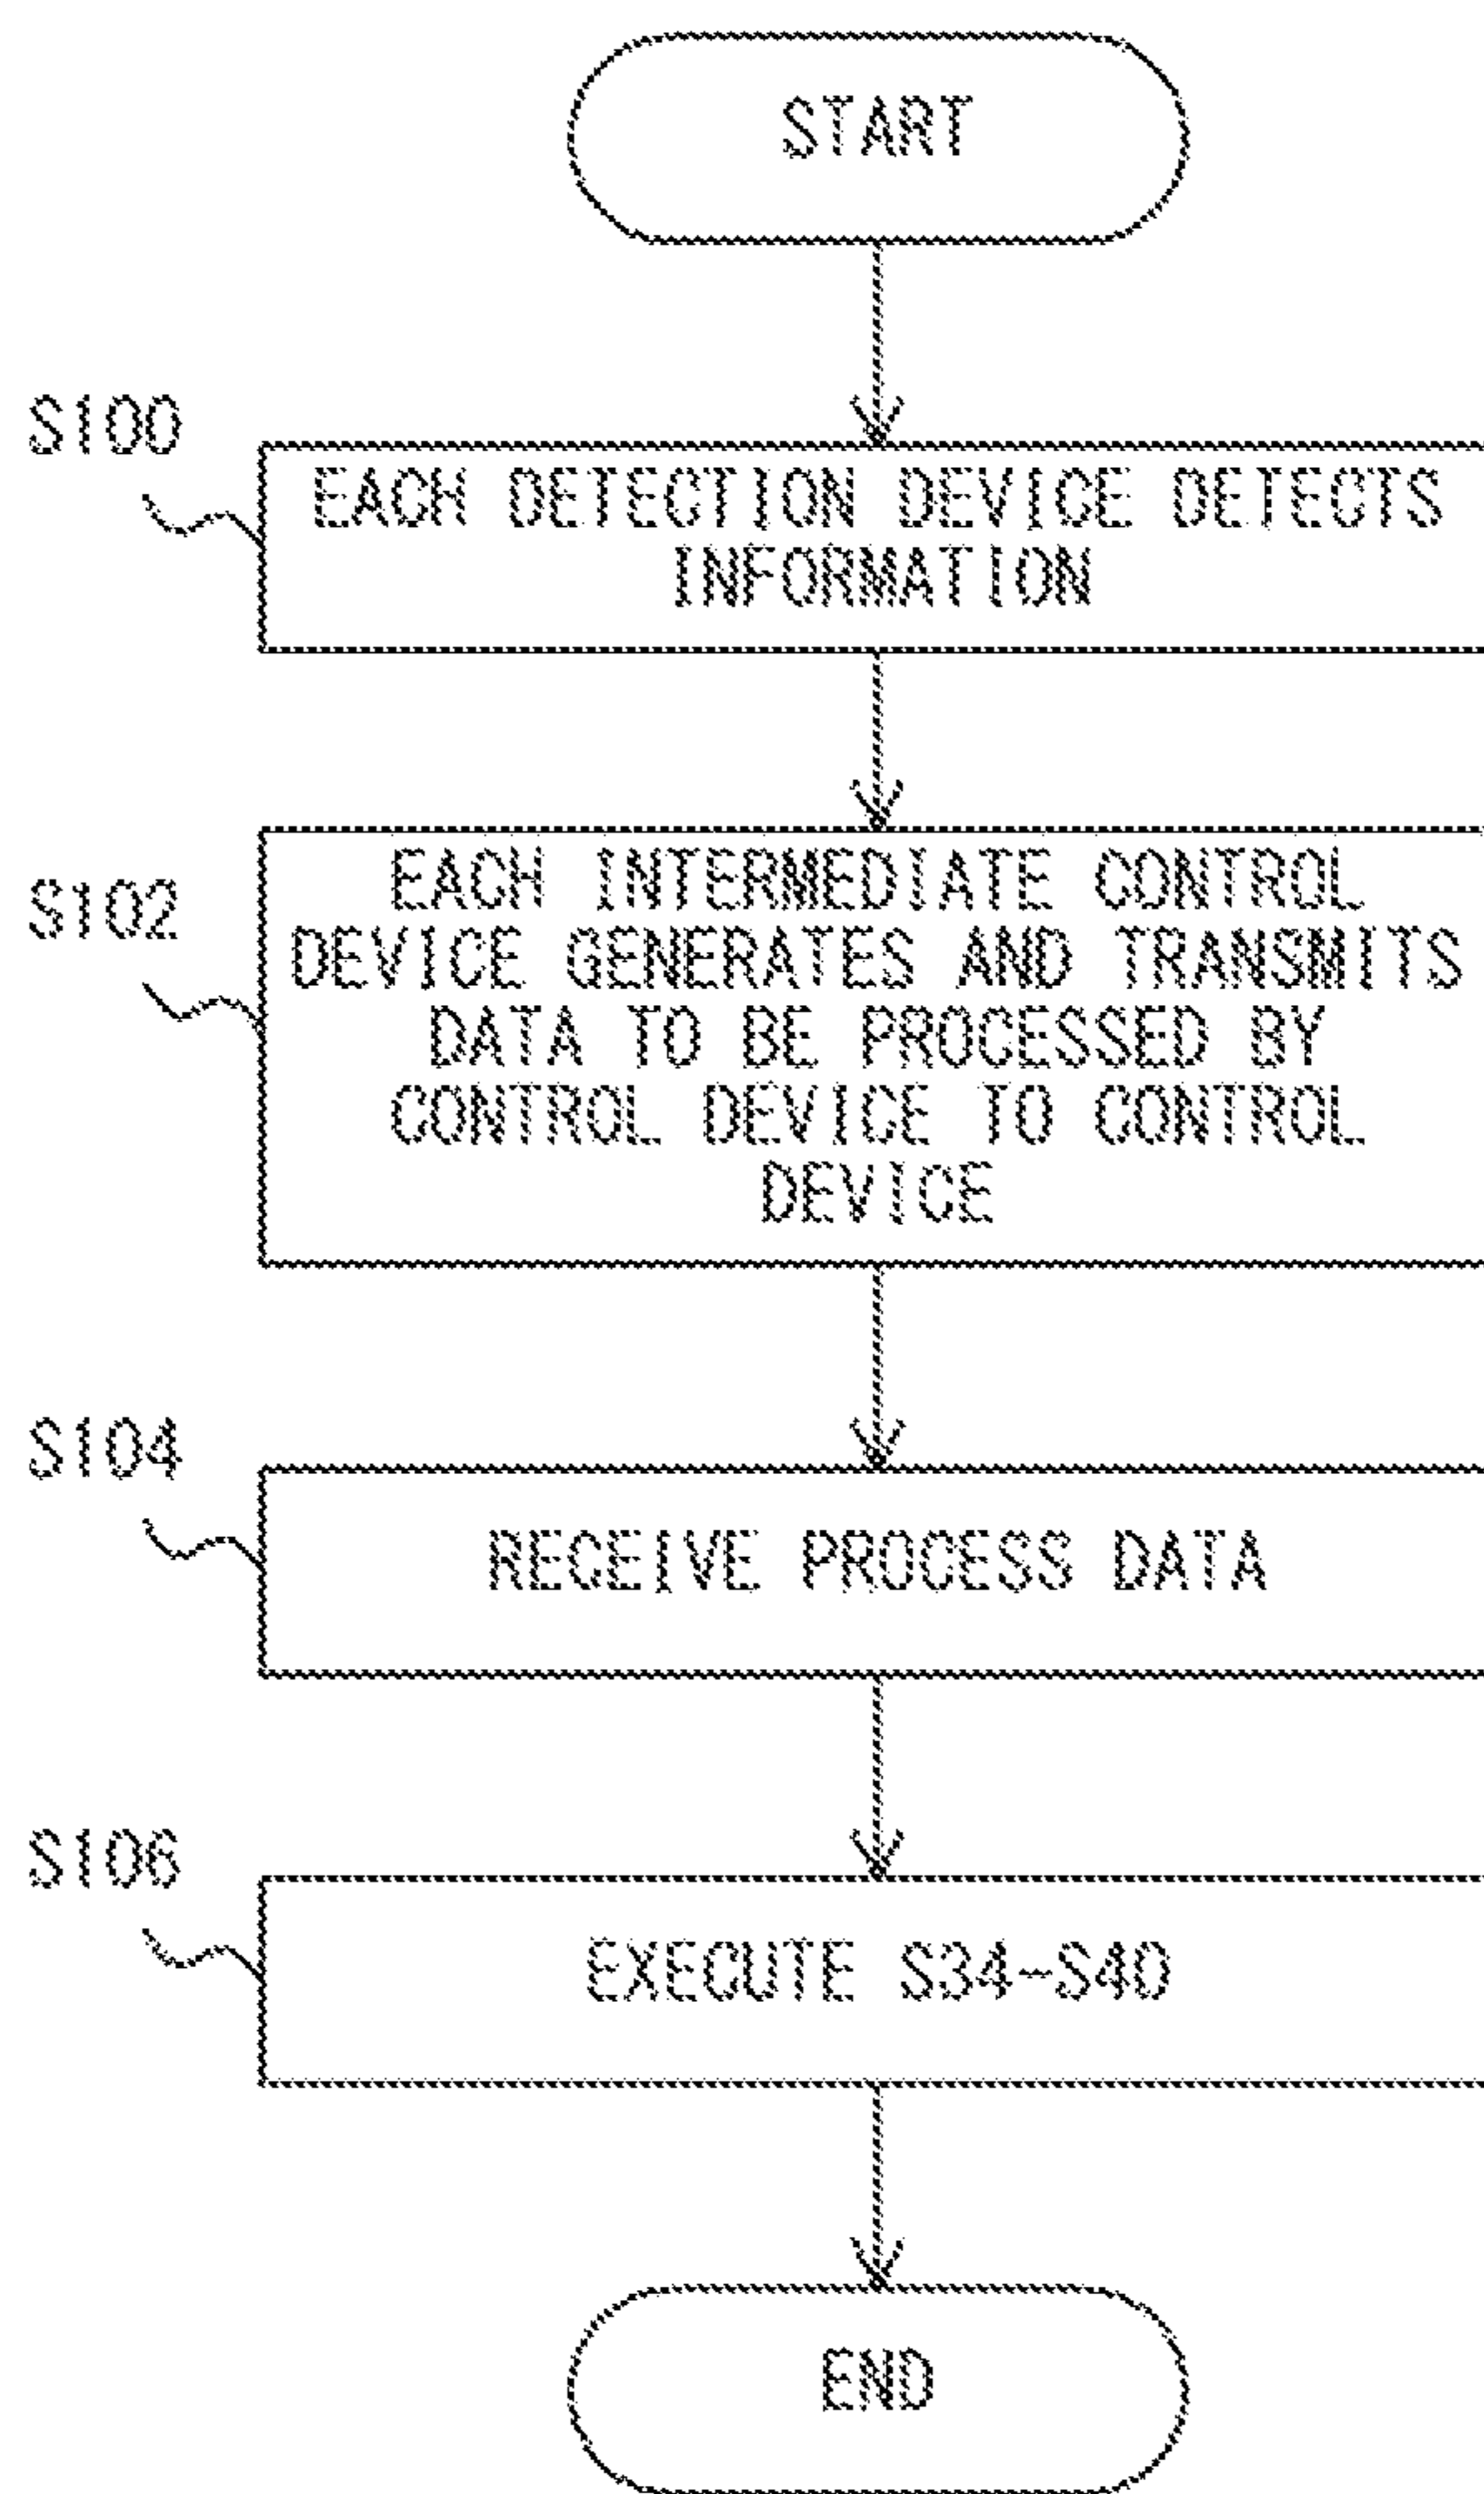 START
S100
EACH DETECTION DEVICE DETECTS
INFORMATION
S102
EACH INTERMEDIATE CONTROL
DEVICE GENERATES AND TRANSMITS
DATA TO BE PROCESSED BY
CONTROL DEVICE TO CONTROL
DEVICE
S104
RECEIVE PROCESS DATA
S106
EXECUTE S34-S40
END